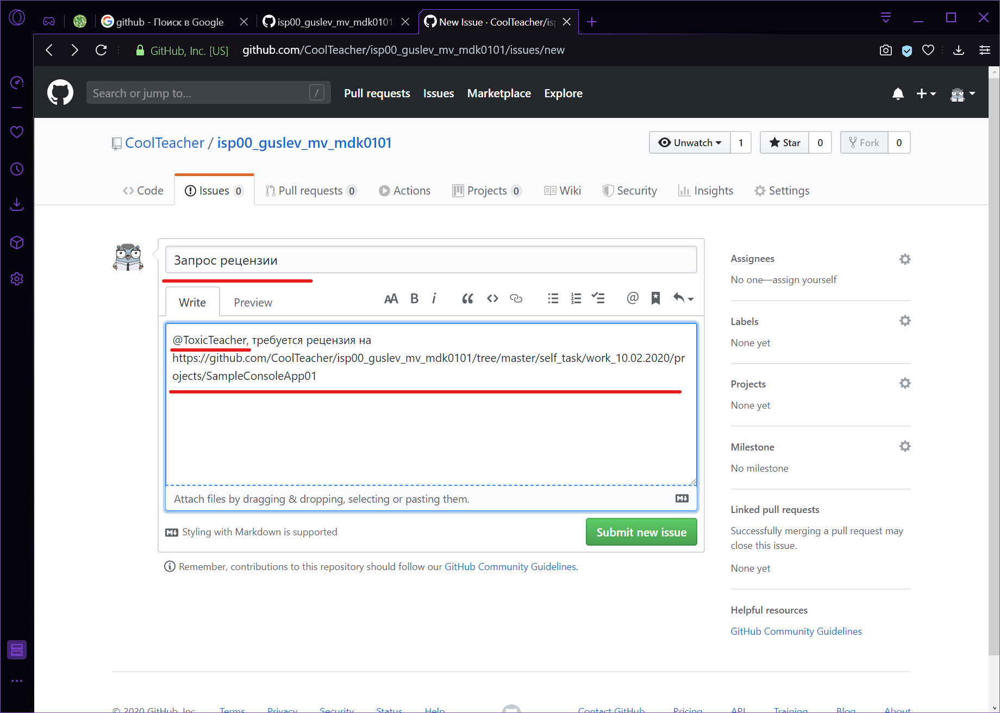 github - Поиск в Google
isp00_guslev_mv_mdk0101/
New Issue · CoolTeacher/isp
GitHub, Inc. [US]
github.com/CoolTeacher/isp00_guslev_mv_mdk0101/issues/new
Search or jump to...
/
Pull requests
Issues
Marketplace
Explore
CoolTeacher / isp00_guslev_mv_mdk0101
Unwatch 1
Star 0
Fork 0
Code
Issues 0
Pull requests 0
Actions
Projects 0
Wiki
Security
Insights
Settings
Запрос рецензии
Write
Preview
AA B i
@ToxicTeacher, требуется рецензия на
https://github.com/CoolTeacher/isp00_guslev_mv_mdk0101/tree/master/self_task/work_10.02.2020/pr
ojects/SampleConsoleApp01
Attach files by dragging & dropping, selecting or pasting them.
Styling with Markdown is supported
Submit new issue
Remember, contributions to this repository should follow our GitHub Community Guidelines.
Assignees
No one—assign yourself
Labels
None yet
Projects
None yet
Milestone
No milestone
Linked pull requests
Successfully merging a pull request may
close this issue.
None yet
Helpful resources
GitHub Community Guidelines
© 2020 GitHub, Inc.
Terms
Privacy
Security
Status
Help
Contact GitHub
Pricing
API
Training
Blog
About